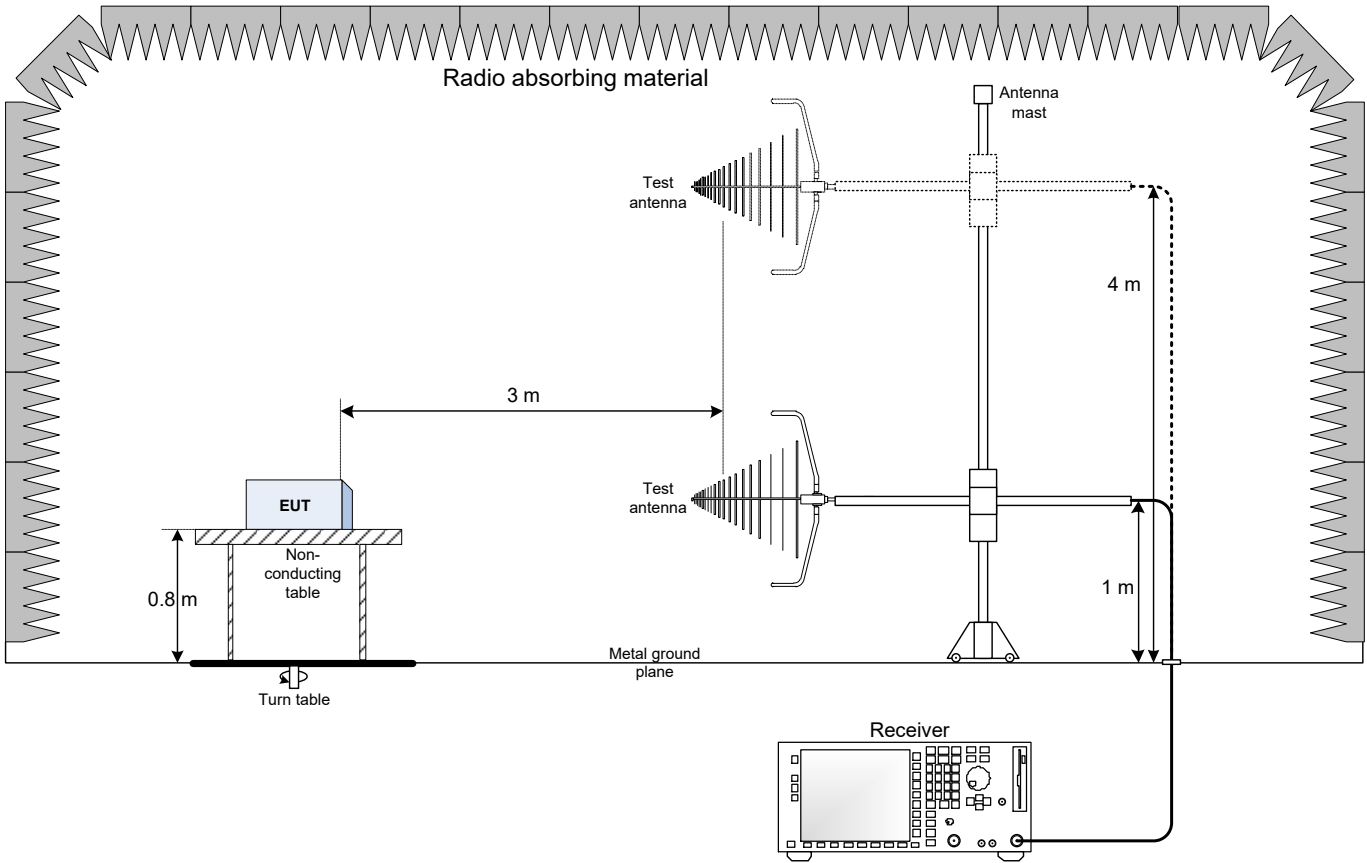 Radio absorbing material
Antenna
mast
Test
antenna
4 m
3 m
Test
antenna
EUT
Non-
conducting
table
0.8 m
1 m
Metal ground
plane
Turn table
Receiver